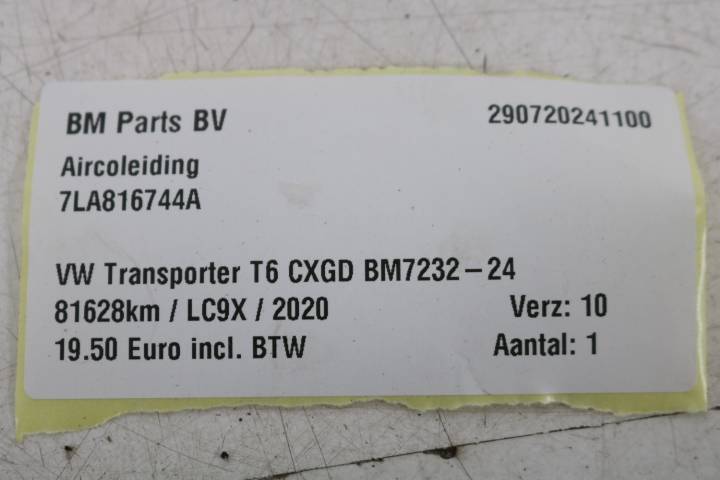 BM Parts BV 290720241100
Aircoleiding
7LA816744A
VW Transporter T6 CXGD BM7232-24
81628km / LC9X / 2020 Verz: 10
19.50 Euro incl. BTW Aantal: 1